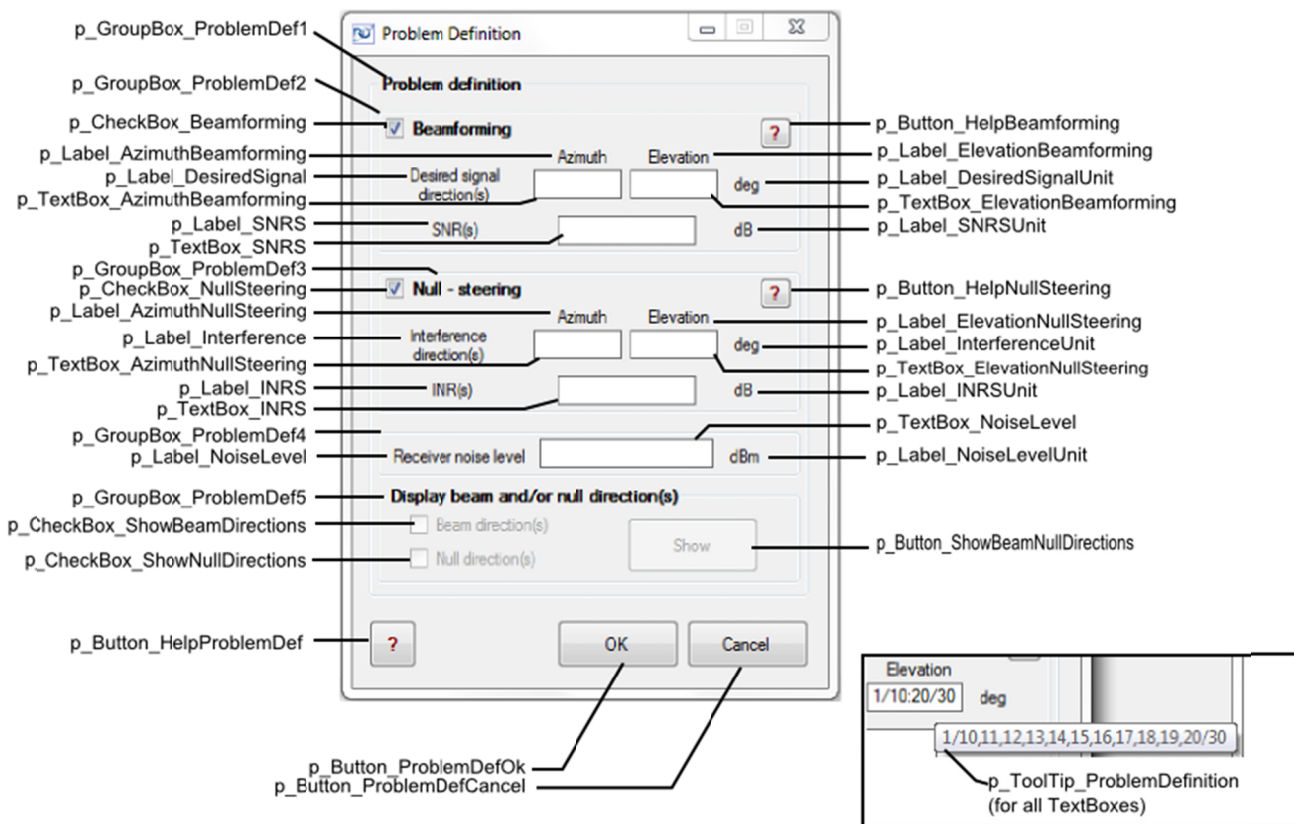 p_GroupBox_ProblemDef1
p_GroupBox_ProblemDef2
p_CheckBox_Beamforming
p_Label_AzimuthBeamforming
p_Label_DesiredSignal
p_TextBox_AzimuthBeamforming
p_Label_SNRS
p_TextBox_SNRS
p_GroupBox_ProblemDef3
p_CheckBox_NullSteering
p_Label_AzimuthNullSteering
p_Label_Interference
p_TextBox_AzimuthNullSteering
p_Label_INRS
p_TextBox_INRS
p_GroupBox_ProblemDef4
p_Label_NoiseLevel
p_GroupBox_ProblemDef5
p_CheckBox_ShowBeamDirections
p_CheckBox_ShowNullDirections
p_Button_HelpProblemDef
Problem Definition
Problem definition
Beamforming
?
Azimuth Elevation
Desired signal
direction(s)
deg
SNR(s)
dB
Null - steering
?
Azimuth Elevation
Interference
direction(s)
deg
INR(s)
dB
Receiver noise level
dBm
Display beam and/or null direction(s)
Beam direction(s)
Null direction(s)
Show
?
OK
Cancel
p_Button_HelpBeamforming
p_Label_ElevationBeamforming
p_Label_DesiredSignalUnit
p_TextBox_ElevationBeamforming
p_Label_SNRSUnit
p_Button_HelpNullSteering
p_Label_ElevationNullSteering
p_Label_InterferenceUnit
p_TextBox_ElevationNullSteering
p_Label_INRSUnit
p_TextBox_NoiseLevel
p_Label_NoiseLevelUnit
p_Button_ShowBeamNullDirections
p_Button_ProblemDefOk
p_Button_ProblemDefCancel
Elevation
1/10:20/30 deg
1/10,11,12,13,14,15,16,17,18,19,20/30
p_ToolTip_ProblemDefinition
(for all TextBoxes)